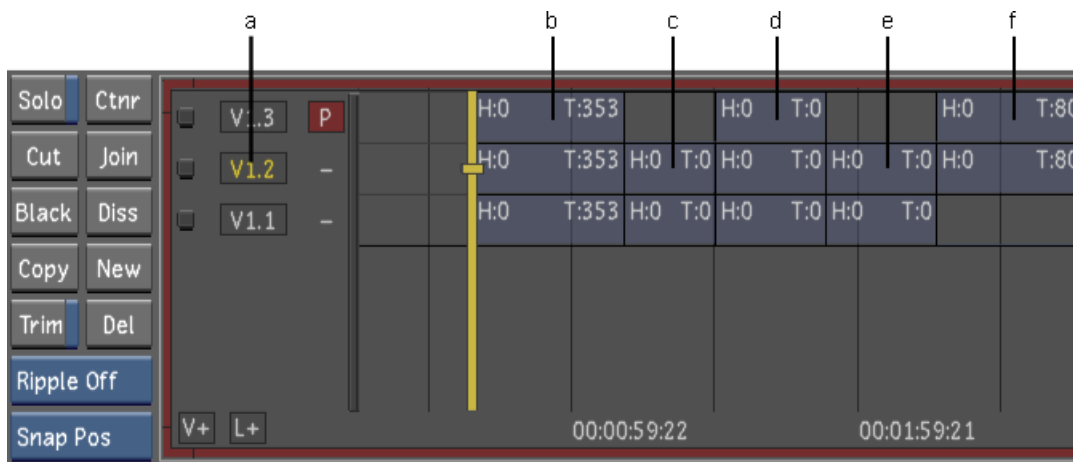 a b c d e f
Solo Ctnr
Cut Join
Black Diss
Copy New
Trim Del
Ripple Off
Snap Pos
V1.3 P H:0 T:353 H:0 T:0 H:0 T:80
V1.2 – H:0 T:353 H:0 T:0 H:0 T:0 H:0 T:0 H:0 T:80
V1.1 – H:0 T:353 H:0 T:0 H:0 T:0 H:0 T:0
V+ L+ 00:00:59:22 00:01:59:21